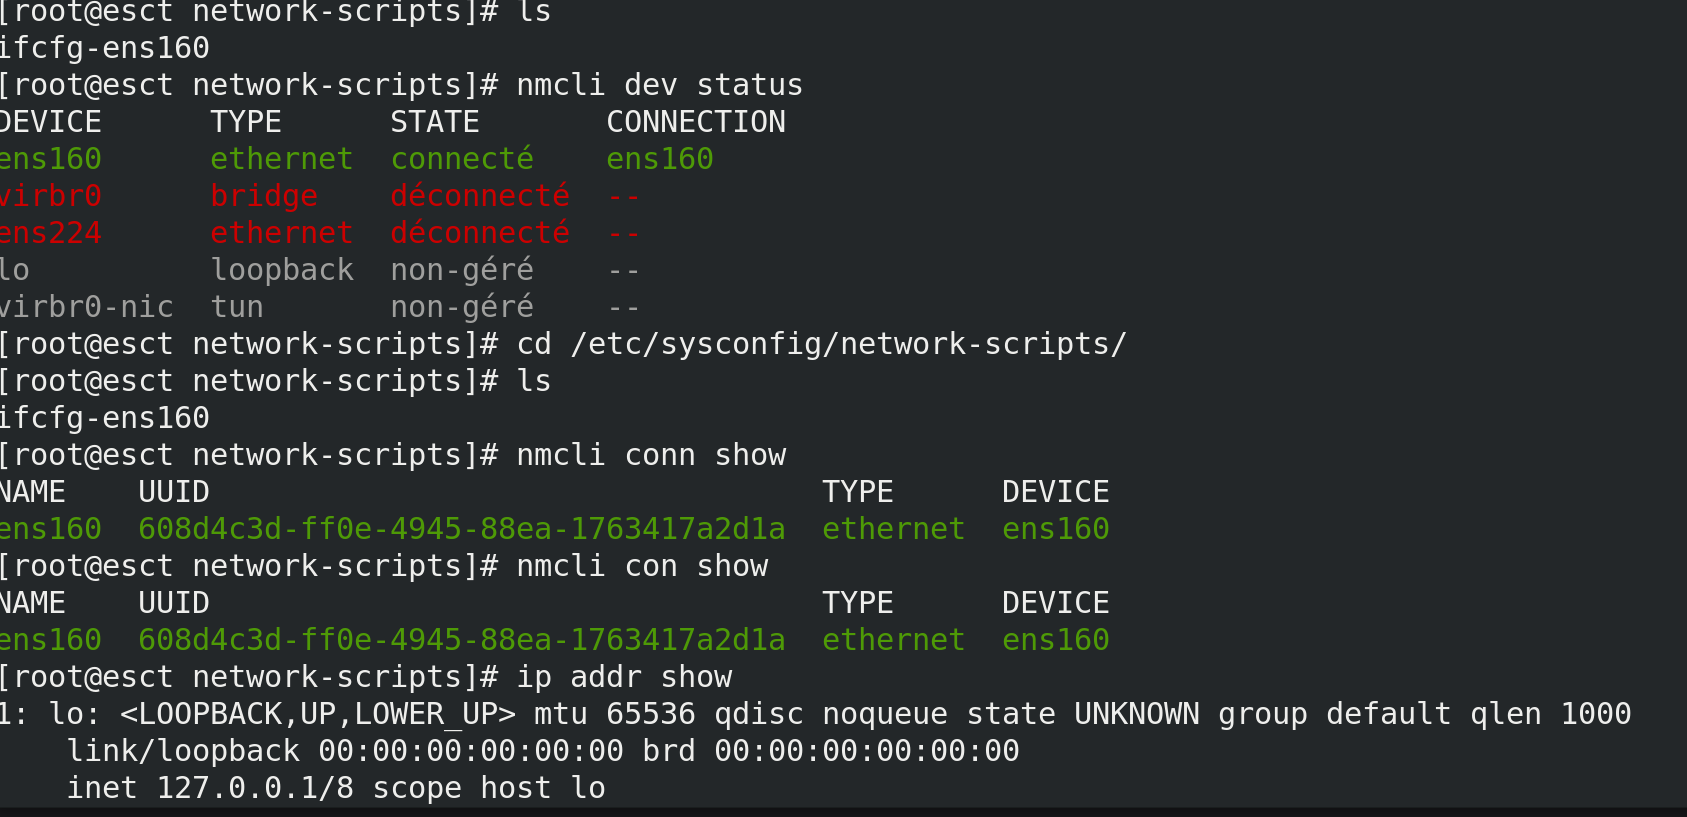 [root@esct network-scripts]# ls
ifcfg-ens160
[root@esct network-scripts]# nmcli dev status
DEVICE      TYPE      STATE       CONNECTION
ens160      ethernet  connecté    ens160
virbr0      bridge    déconnecté  --
ens224      ethernet  déconnecté  --
lo          loopback  non-géré    --
virbr0-nic  tun       non-géré    --
[root@esct network-scripts]# cd /etc/sysconfig/network-scripts/
[root@esct network-scripts]# ls
ifcfg-ens160
[root@esct network-scripts]# nmcli conn show
NAME    UUID                                  TYPE      DEVICE
ens160  608d4c3d-ff0e-4945-88ea-1763417a2d1a  ethernet  ens160
[root@esct network-scripts]# nmcli con show
NAME    UUID                                  TYPE      DEVICE
ens160  608d4c3d-ff0e-4945-88ea-1763417a2d1a  ethernet  ens160
[root@esct network-scripts]# ip addr show
1: lo: <LOOPBACK,UP,LOWER_UP> mtu 65536 qdisc noqueue state UNKNOWN group default qlen 1000
    link/loopback 00:00:00:00:00:00 brd 00:00:00:00:00:00
    inet 127.0.0.1/8 scope host lo